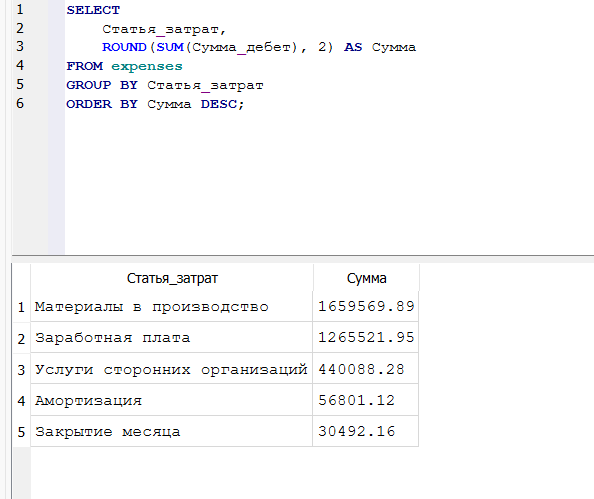 1 SELECT
2 Статья_затрат,
3 ROUND(SUM(Сумма_дебет), 2) AS Сумма
4 FROM expenses
5 GROUP BY Статья_затрат
6 ORDER BY Сумма DESC;
Статья_затрат Сумма
1 Материалы в производство 1659569.89
2 Заработная плата 1265521.95
3 Услуги сторонних организаций 440088.28
4 Амортизация 56801.12
5 Закрытие месяца 30492.16